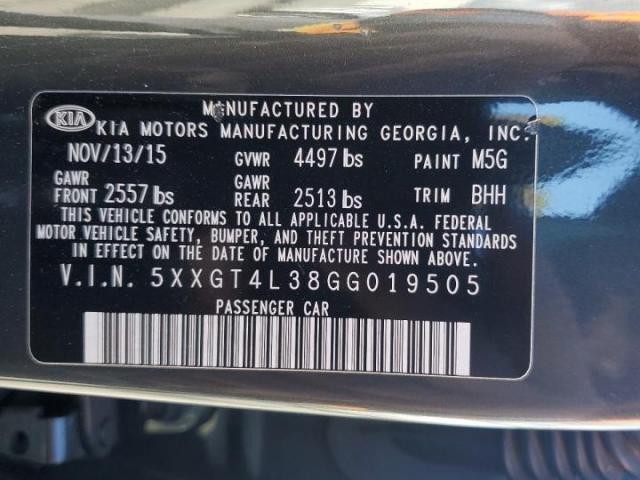 MANUFACTURED BY
KIA KIA MOTORS MANUFACTURING GEORGIA, INC.
NOV/13/15 GVWR 4497 lbs PAINT M5G
GAWR FRONT 2557 lbs GAWR REAR 2513 lbs TRIM BHH
THIS VEHICLE CONFORMS TO ALL APPLICABLE U.S.A. FEDERAL
MOTOR VEHICLE SAFETY, BUMPER, AND THEFT PREVENTION STANDARDS
IN EFFECT ON THE DATE OF MANUFACTURE SHOWN ABOVE.
V.I.N. 5XXGT4L38GG019505
PASSENGER CAR